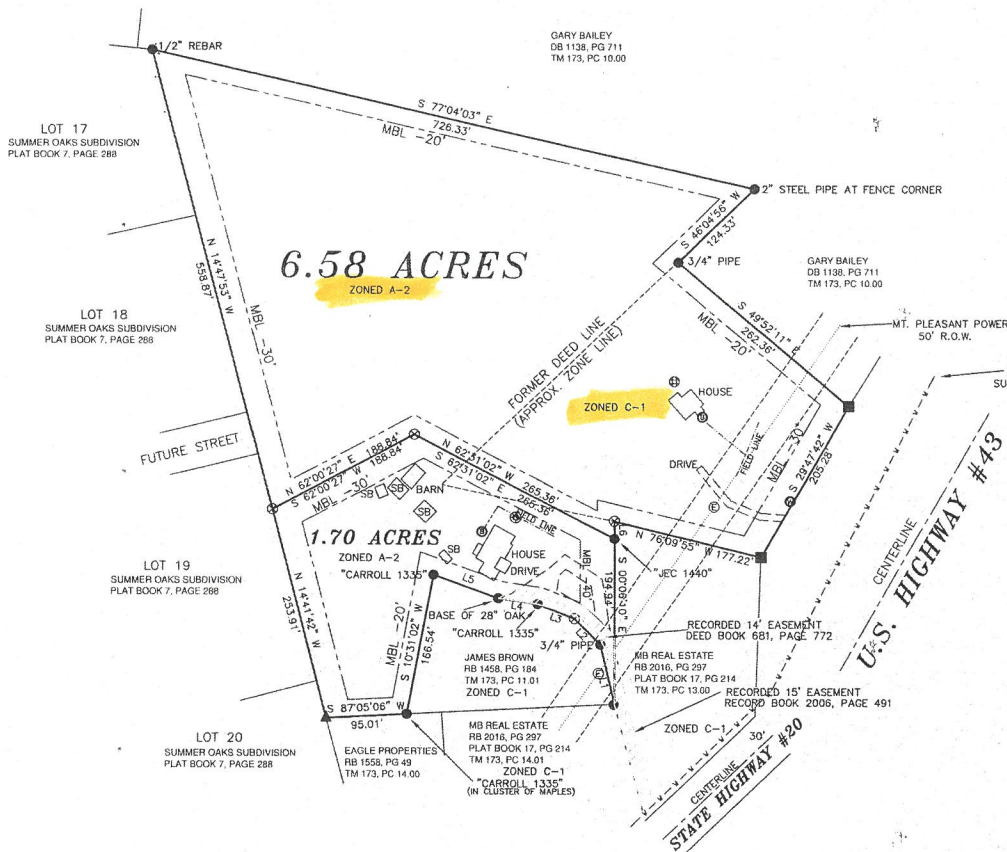 GARY BAILEY
DB 1138, PG 711
TM 173, PC 10.00
1/2" REBAR
S 77°04'03" E
726.33'
MBL -20'
LOT 17
SUMMER OAKS SUBDIVISION
PLAT BOOK 7, PAGE 288
2" STEEL PIPE AT FENCE CORNER
S 46°04'56" W
124.33'
3/4" PIPE
6.58 ACRES
ZONED A-2
N 14°47'53" W
558.87'
MBL -30'
GARY BAILEY
DB 1138, PG 711
TM 173, PC 10.00
S 49°52'11" E
262.36'
MBL -20'
MT. PLEASANT POWER
50' R.O.W.
LOT 18
SUMMER OAKS SUBDIVISION
PLAT BOOK 7, PAGE 288
FORMER DEED LINE
(APPROX. ZONE LINE)
ZONED C-1
HOUSE
SU
FUTURE STREET
N 62°00'27" E 188.84'
S 62°00'27" W 188.84'
MBL -30'
N 62°31'02" W 265.36'
S 62°31'02" E 265.36'
DRIVE
FIELD LINE
MBL -30'
S 29°47'42" W
205.28'
CENTERLINE
U.S. HIGHWAY #43
SB
SB
BARN
SB
E
1.70 ACRES
ZONED A-2
FIELD LINE
L6
N 76°09'55" W 177.22'
"JEC 1440"
LOT 19
SUMMER OAKS SUBDIVISION
PLAT BOOK 7, PAGE 288
SB
HOUSE
DRIVE
MBL -40'
S 00°06'10" E
194.94'
"CARROLL 1335"
L5
L4
L3
L2
BASE OF 28" OAK
"CARROLL 1335"
3/4" PIPE
N 14°41'42" W
253.91'
MBL -20'
S 10°31'02" W
166.54'
RECORDED 14' EASEMENT
DEED BOOK 681, PAGE 772
JAMES BROWN
RB 1458, PG 184
TM 173, PC 11.01
ZONED C-1
MB REAL ESTATE
RB 2016, PG 297
PLAT BOOK 17, PG 214
TM 173, PC 13.00
E
L1
RECORDED 15' EASEMENT
RECORD BOOK 2006, PAGE 491
S 87°05'06" W
95.01'
LOT 20
SUMMER OAKS SUBDIVISION
PLAT BOOK 7, PAGE 288
EAGLE PROPERTIES
RB 1558, PG 49
TM 173, PC 14.00
MB REAL ESTATE
RB 2016, PG 297
PLAT BOOK 17, PG 214
TM 173, PC 14.01
ZONED C-1
ZONED C-1
30'
"CARROLL 1335"
(IN CLUSTER OF MAPLES)
CENTERLINE
STATE HIGHWAY #20